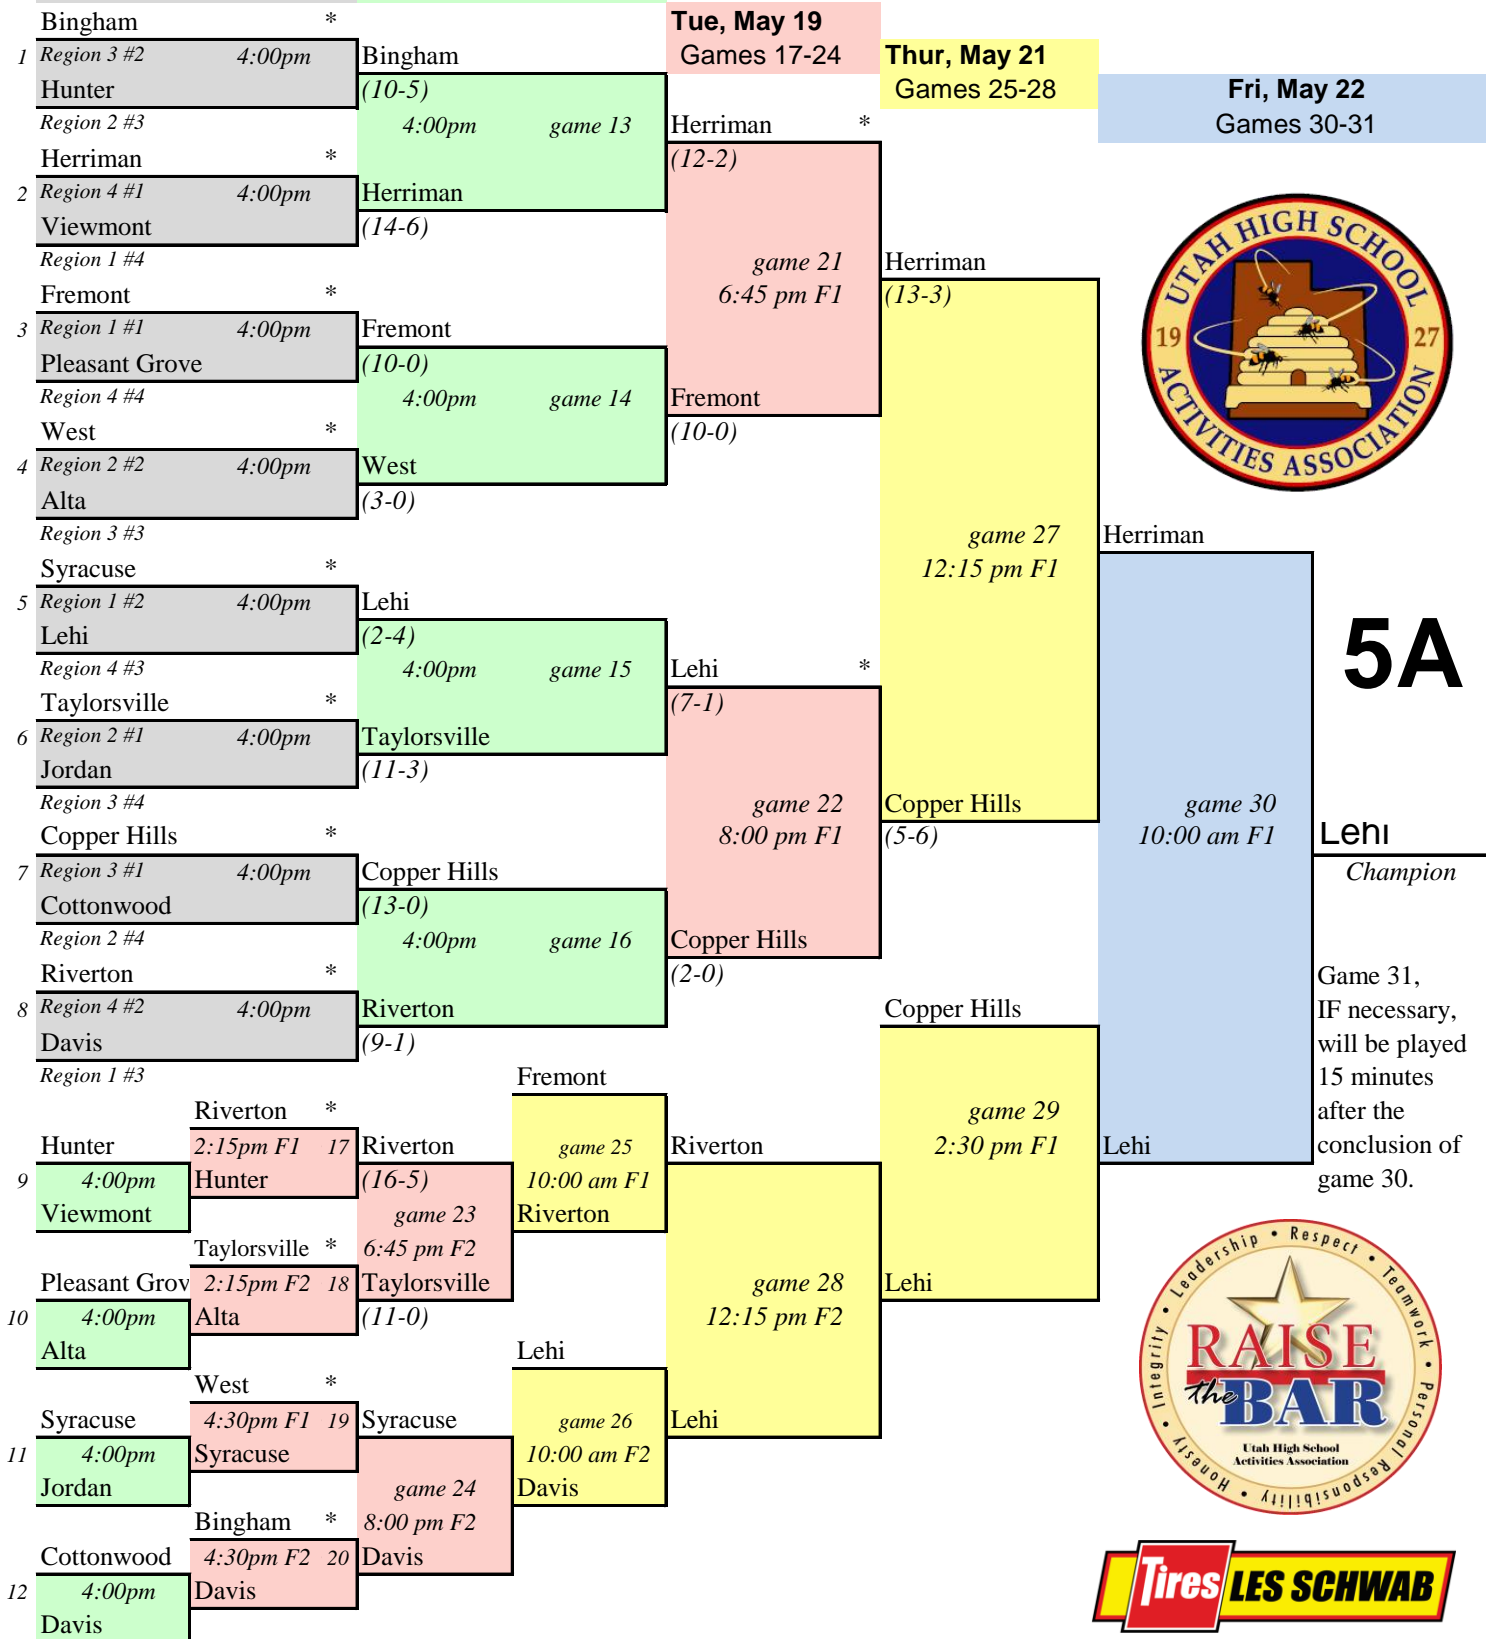 Bingham *
1 Region 3 #2 4:00pm
Hunter
Region 2 #3
Herriman *
2 Region 4 #1 4:00pm
Viewmont
Region 1 #4
Fremont *
3 Region 1 #1 4:00pm
Pleasant Grove
Region 4 #4
West *
4 Region 2 #2 4:00pm
Alta
Region 3 #3
Syracuse *
5 Region 1 #2 4:00pm
Lehi
Region 4 #3
Taylorsville *
6 Region 2 #1 4:00pm
Jordan
Region 3 #4
Copper Hills *
7 Region 3 #1 4:00pm
Cottonwood
Region 2 #4
Riverton *
8 Region 4 #2 4:00pm
Davis
Region 1 #3
Bingham
(10-5)
4:00pm game 13
Herriman
(14-6)
Fremont
(10-0)
4:00pm game 14
West
(3-0)
Lehi
(2-4)
4:00pm game 15
Taylorsville
(11-3)
Copper Hills
(13-0)
4:00pm game 16
Riverton
(9-1)
Tue, May 19
Games 17-24
Herriman *
(12-2)
game 21
6:45 pm F1
Fremont
(10-0)
Lehi *
(7-1)
game 22
8:00 pm F1
Copper Hills
(2-0)
Thur, May 21
Games 25-28
Herriman
(13-3)
game 27
12:15 pm F1
Copper Hills
(5-6)
Fri, May 22
Games 30-31
Herriman
game 30
10:00 am F1
Lehi
UTAH HIGH SCHOOL
19 27
ACTIVITIES ASSOCIATION
5A
Lehi
Champion
Game 31,
IF necessary,
will be played
15 minutes
after the
conclusion of
game 30.
Hunter
9 4:00pm
Viewmont
Pleasant Grov
10 4:00pm
Alta
Syracuse
11 4:00pm
Jordan
Cottonwood
12 4:00pm
Davis
Riverton *
2:15pm F1 17
Hunter
Taylorsville *
2:15pm F2 18
Alta
West *
4:30pm F1 19
Syracuse
Bingham *
4:30pm F2 20
Davis
Riverton
(16-5)
game 23
6:45 pm F2
Taylorsville
(11-0)
Syracuse
game 24
8:00 pm F2
Davis
Fremont
game 25
10:00 am F1
Riverton
Lehi
game 26
10:00 am F2
Davis
Riverton
game 28
12:15 pm F2
Lehi
Copper Hills
game 29
2:30 pm F1
Lehi
Honesty • Integrity • Leadership • Respect • Teamwork • Personal Responsibility •
RAISE
the BAR
Utah High School
Activities Association
Tires LES SCHWAB